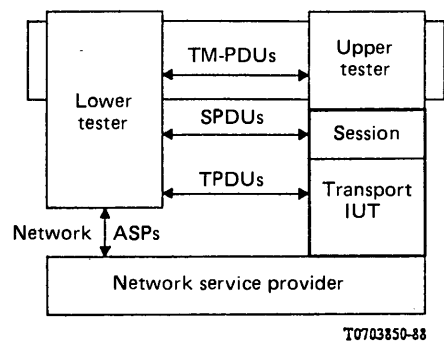 TM-PDUs
Upper
tester
Lower
tester
SPDUs
Session
TPDUs
Transport
IUT
Network ASPs
Network service provider
T0703850-88